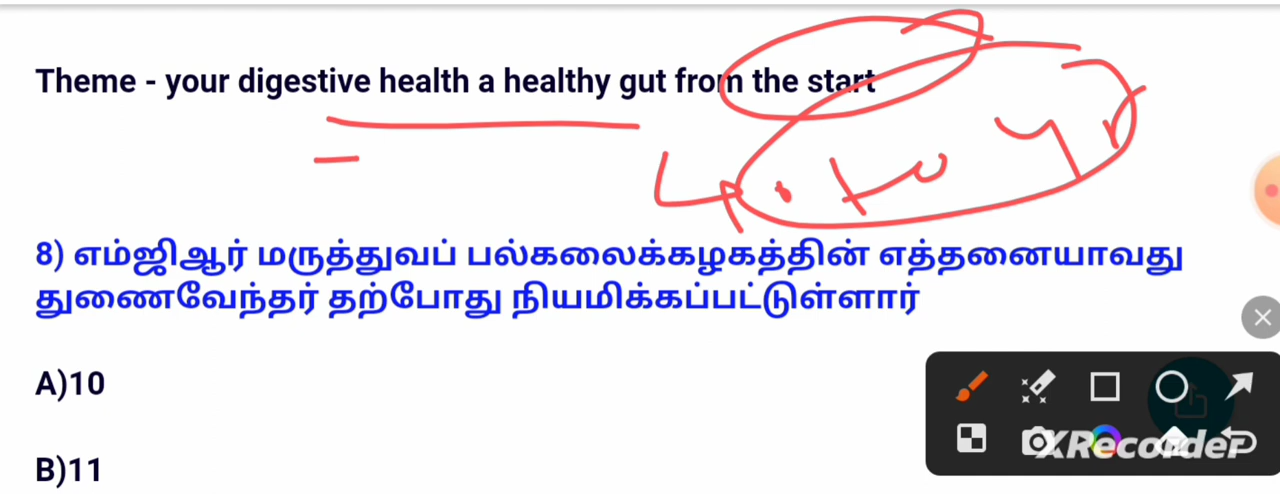 Theme - your digestive health a healthy gut from the start
8) எம்ஜிஆர் மருத்துவப் பல்கலைக்கழகத்தின் எத்தனையாவது
துணைவேந்தர் தற்போது நியமிக்கப்பட்டுள்ளார்
A)10
B)11
XRecorder